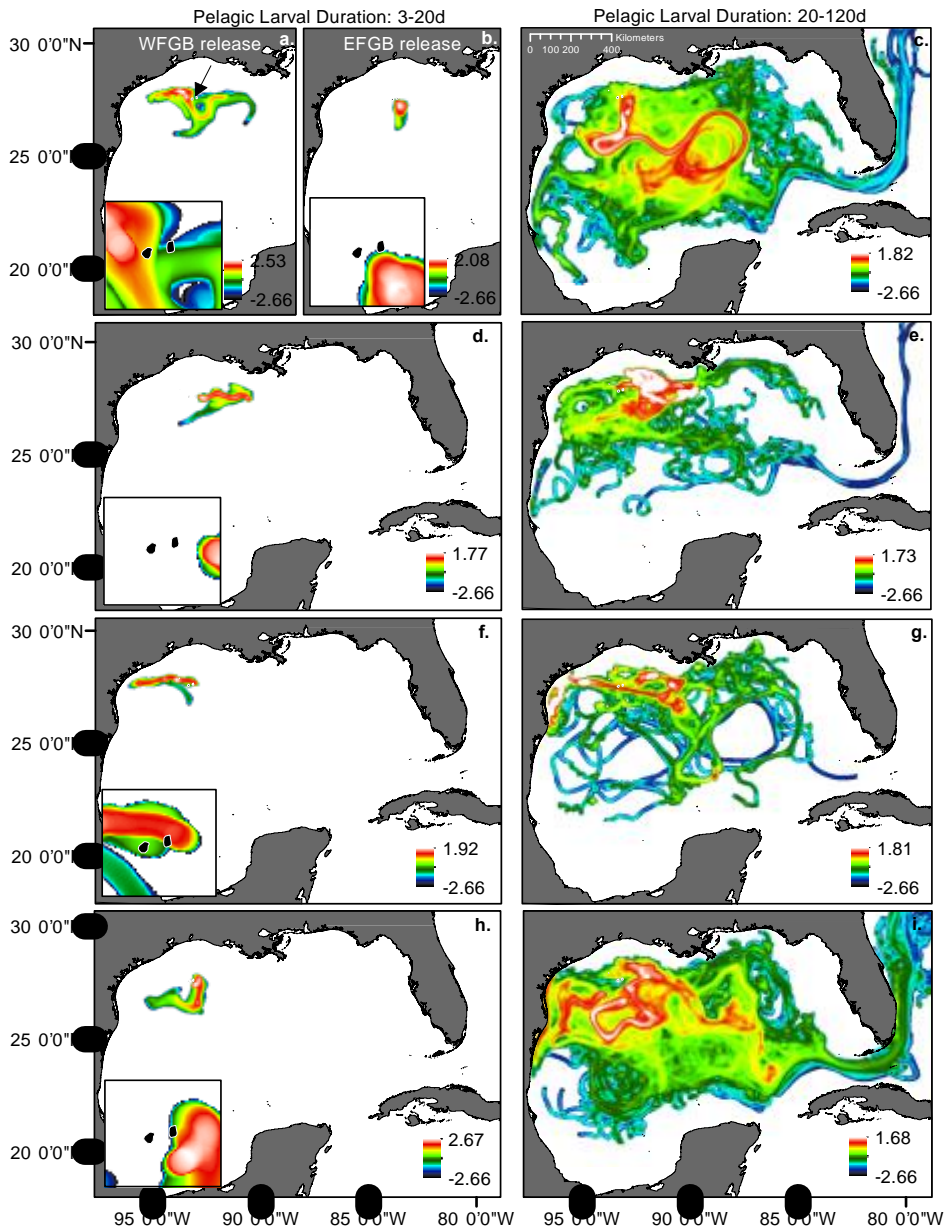 Pelagic Larval Duration: 3-20d
Pelagic Larval Duration: 20-120d
30 0'0"N
WFGB release
a.
EFGB release
b.
c.
Kilometers
0 100 200 400
25 0'0"
20 0'0"
2.53
-2.66
2.08
-2.66
1.82
-2.66
30 0'0"N
d.
e.
25 0'0"
20 0'0"
1.77
-2.66
1.73
-2.66
30 0'0"N
f.
g.
25 0'0"
20 0'0"
1.92
-2.66
1.81
-2.66
30 0'0"
h.
i.
25 0'0"
20 0'0"
2.67
-2.66
1.68
-2.66
95 0'0"W
90 0'0"W
85 0'0"W
80 0'0"W
95 0'0"W
90 0'0"W
85 0'0"W
80 0'0"W